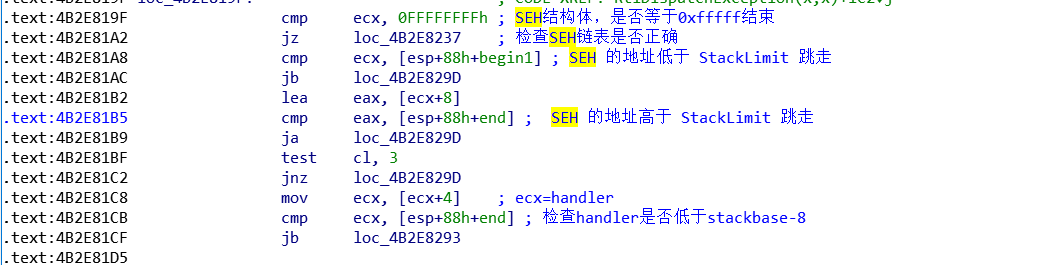 .text:4B2E819F                 cmp     ecx, 0FFFFFFFFh ; SEH结构体，是否等于0xfffff结束
.text:4B2E81A2                 jz      loc_4B2E8237    ; 检查SEH链表是否正确
.text:4B2E81A8                 cmp     ecx, [esp+88h+begin1] ; SEH 的地址低于 StackLimit 跳走
.text:4B2E81AC                 jb      loc_4B2E829D
.text:4B2E81B2                 lea     eax, [ecx+8]
.text:4B2E81B5                 cmp     eax, [esp+88h+end] ;  SEH 的地址高于 StackLimit 跳走
.text:4B2E81B9                 ja      loc_4B2E829D
.text:4B2E81BF                 test    cl, 3
.text:4B2E81C2                 jnz     loc_4B2E829D
.text:4B2E81C8                 mov     ecx, [ecx+4]    ; ecx=handler
.text:4B2E81CB                 cmp     ecx, [esp+88h+end] ; 检查handler是否低于stackbase-8
.text:4B2E81CF                 jb      loc_4B2E8293
.text:4B2E81D5